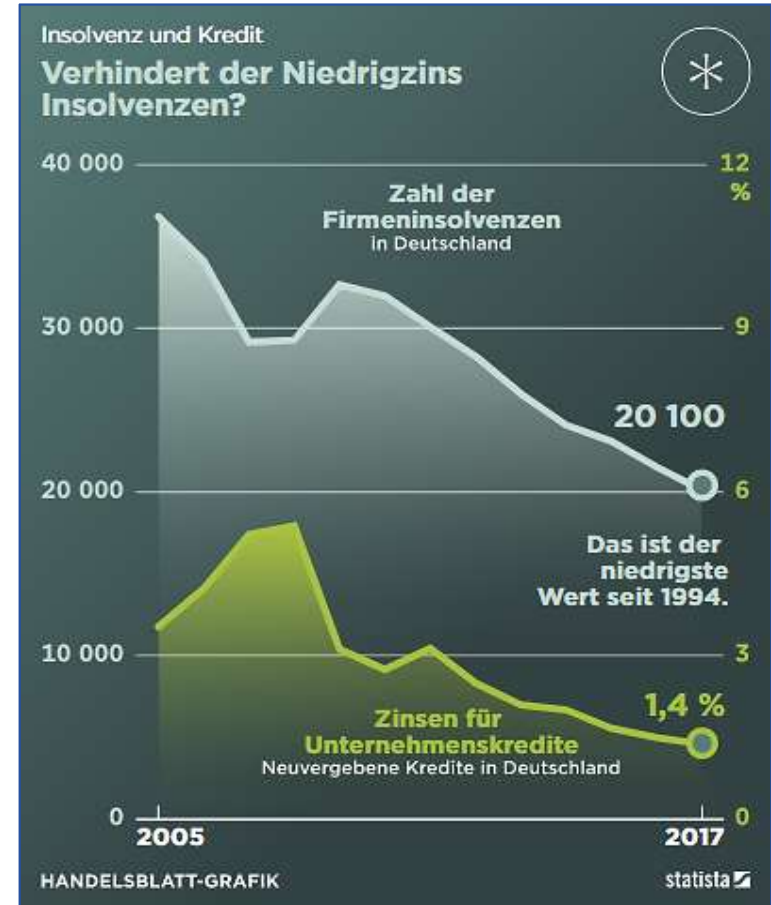 Insolvenz und Kredit
Verhindert der Niedrigzins
Insolvenzen?
40 000
12
%
Zahl der
Firmeninsolvenzen
in Deutschland
30 000
9
20 100
20 000
6
Das ist der
niedrigste
Wert seit 1994.
10 000
3
1,4 %
Zinsen für
Unternehmenskredite
Neuvergebene Kredite in Deutschland
0
0
2005
2017
HANDELSBLATT-GRAFIK
statista